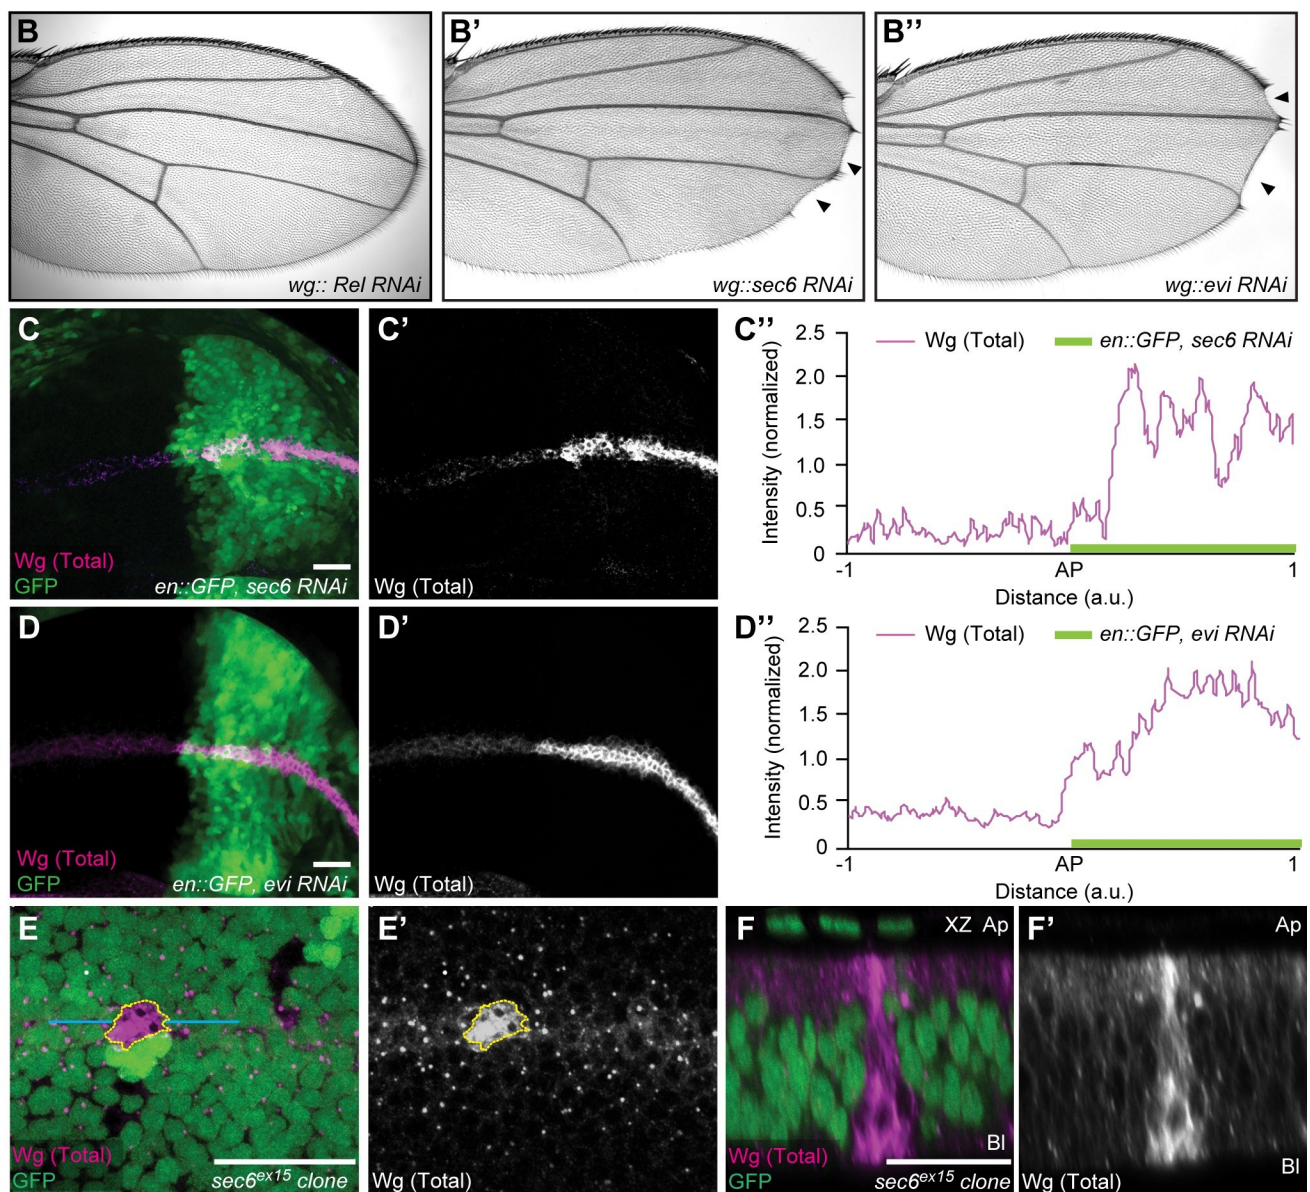 B
wg:: Rel RNAi
B’
wg::sec6 RNAi
B’’
wg::evi RNAi
C
Wg (Total)
GFP
en::GFP, sec6 RNAi
C’
Wg (Total)
C’’
Wg (Total)
en::GFP, sec6 RNAi
Intensity (normalized)
2.5
2.0
1.5
1.0
0.5
0
-1
AP
1
Distance (a.u.)
D
Wg (Total)
GFP
en::GFP, evi RNAi
D’
Wg (Total)
D’’
Wg (Total)
en::GFP, evi RNAi
Intensity (normalized)
2.5
2.0
1.5
1.0
0.5
0
-1
AP
1
Distance (a.u.)
E
Wg (Total)
GFP
sec6ex15 clone
E’
Wg (Total)
F
XZ Ap
Bl
Wg (Total)
GFP
sec6ex15 clone
F’
Ap
Bl
Wg (Total)